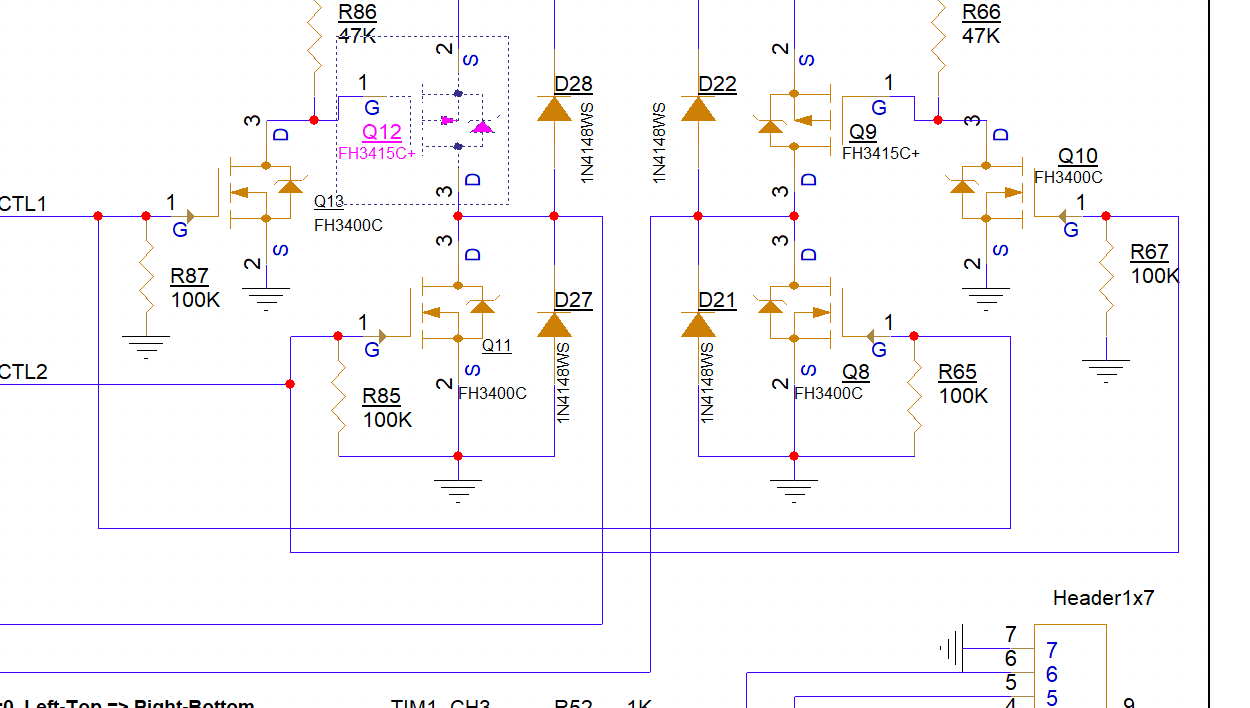 R86
47K
2
S
1
G
Q12
FH3415C+
3
D
D28
1N4148WS
D22
1N4148WS
2
S
1
G
Q9
FH3415C+
3
D
R66
47K
3
D
Q10
FH3400C
1
G
2
S
R67
100K
CTL1
1
G
3
D
Q13
FH3400C
2
S
R87
100K
3
D
1
G
Q11
2
S
FH3400C
D27
1N4148WS
R85
100K
CTL2
D21
1N4148WS
3
D
1
G
Q8
2
S
FH3400C
R65
100K
Header1x7
7
7
6
6
5
5
4
9
Left-Top => Right-Bottom
TIM1_CH3
R52
1K